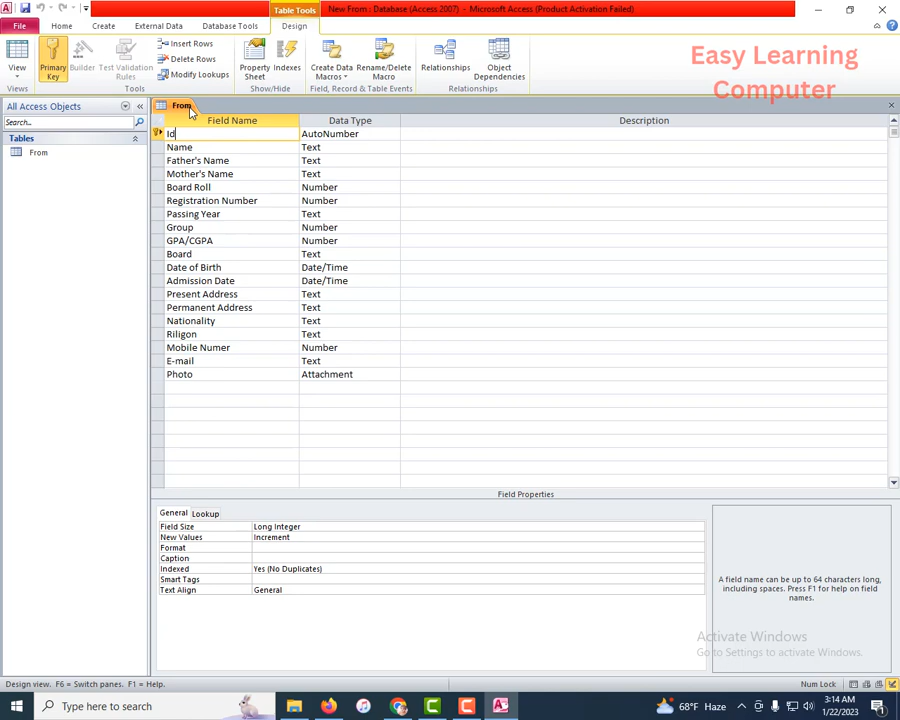 Table Tools
New From : Database (Access 2007) - Microsoft Access (Product Activation Failed)
File
Home
Create
External Data
Database Tools
Design
View
Primary Key
Builder
Test Validation Rules
Insert Rows
Delete Rows
Modify Lookups
Property Sheet
Indexes
Create Data Macros
Rename/Delete Macro
Relationships
Object Dependencies
Views
Tools
Show/Hide
Field, Record & Table Events
Relationships
Easy Learning
Computer
All Access Objects
Search...
Tables
From
From
Field Name Data Type Description
Id AutoNumber
Name Text
Father's Name Text
Mother's Name Text
Board Roll Number
Registration Number Number
Passing Year Text
Group Number
GPA/CGPA Number
Board Text
Date of Birth Date/Time
Admission Date Date/Time
Present Address Text
Permanent Address Text
Nationality Text
Riligon Text
Mobile Numer Number
E-mail Text
Photo Attachment
Field Properties
General Lookup
Field Size Long Integer
New Values Increment
Format
Caption
Indexed Yes (No Duplicates)
Smart Tags
Text Align General
A field name can be up to 64 characters long,
including spaces. Press F1 for help on field
names.
Activate Windows
Go to Settings to activate Windows.
Design view. F6 = Switch panes. F1 = Help.
Num Lock
Type here to search
68°F Haze
3:14 AM
1/22/2023